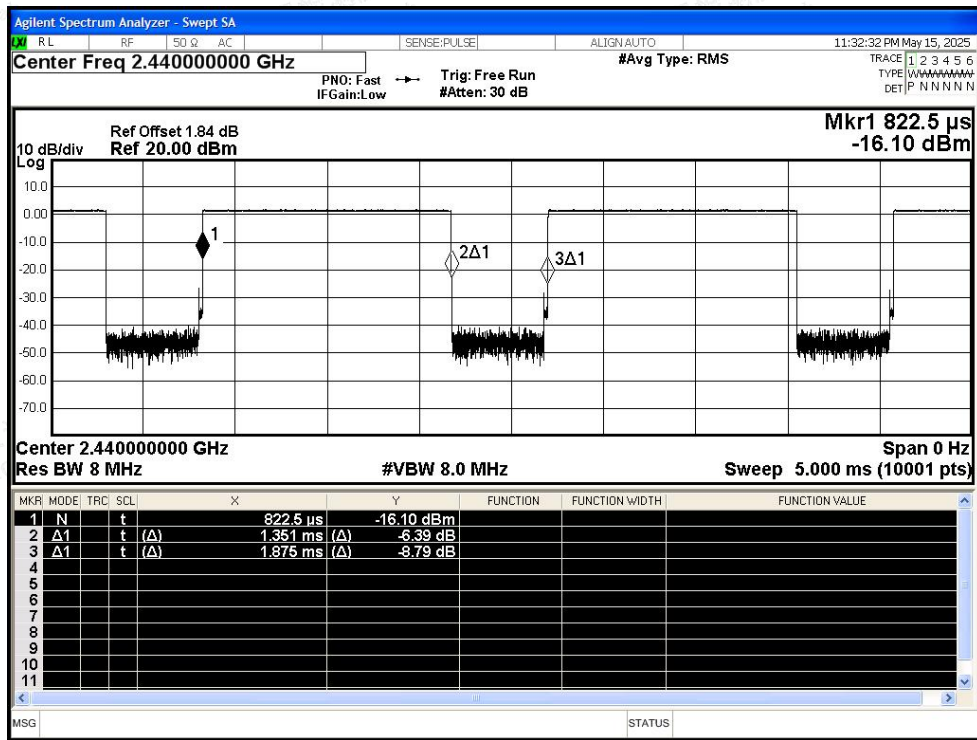 Agilent Spectrum Analyzer - Swept SA
LXI RL RF 50 Ω AC SENSE:PULSE ALIGN AUTO 11:32:32 PM May 15, 2025
Center Freq 2.440000000 GHz #Avg Type: RMS TRACE 1 2 3 4 5 6
PNO: Fast Trig: Free Run TYPE WWWWWW
IFGain:Low #Atten: 30 dB DET P N N N N N
Mkr1 822.5 µs
-16.10 dBm
Ref Offset 1.84 dB
10 dB/div Ref 20.00 dBm
Log
10.0
0.00
-10.0
-20.0
-30.0
-40.0
-50.0
-60.0
-70.0
1
2Δ1
3Δ1
Center 2.440000000 GHz Span 0 Hz
Res BW 8 MHz #VBW 8.0 MHz Sweep 5.000 ms (10001 pts)
MKR MODE TRC SCL X Y FUNCTION FUNCTION WIDTH FUNCTION VALUE
1 N t 822.5 µs -16.10 dBm
2 Δ1 t (Δ) 1.351 ms (Δ) -6.39 dB
3 Δ1 t (Δ) 1.875 ms (Δ) -8.79 dB
4
5
6
7
8
9
10
11
MSG STATUS